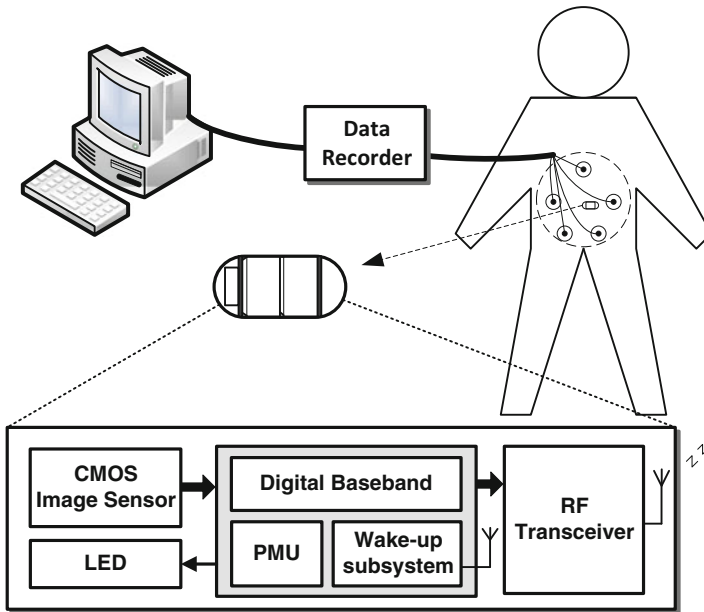 Data
Recorder
CMOS
Image Sensor
Digital Baseband
RF
Transceiver
LED
PMU
Wake-up
subsystem
z z